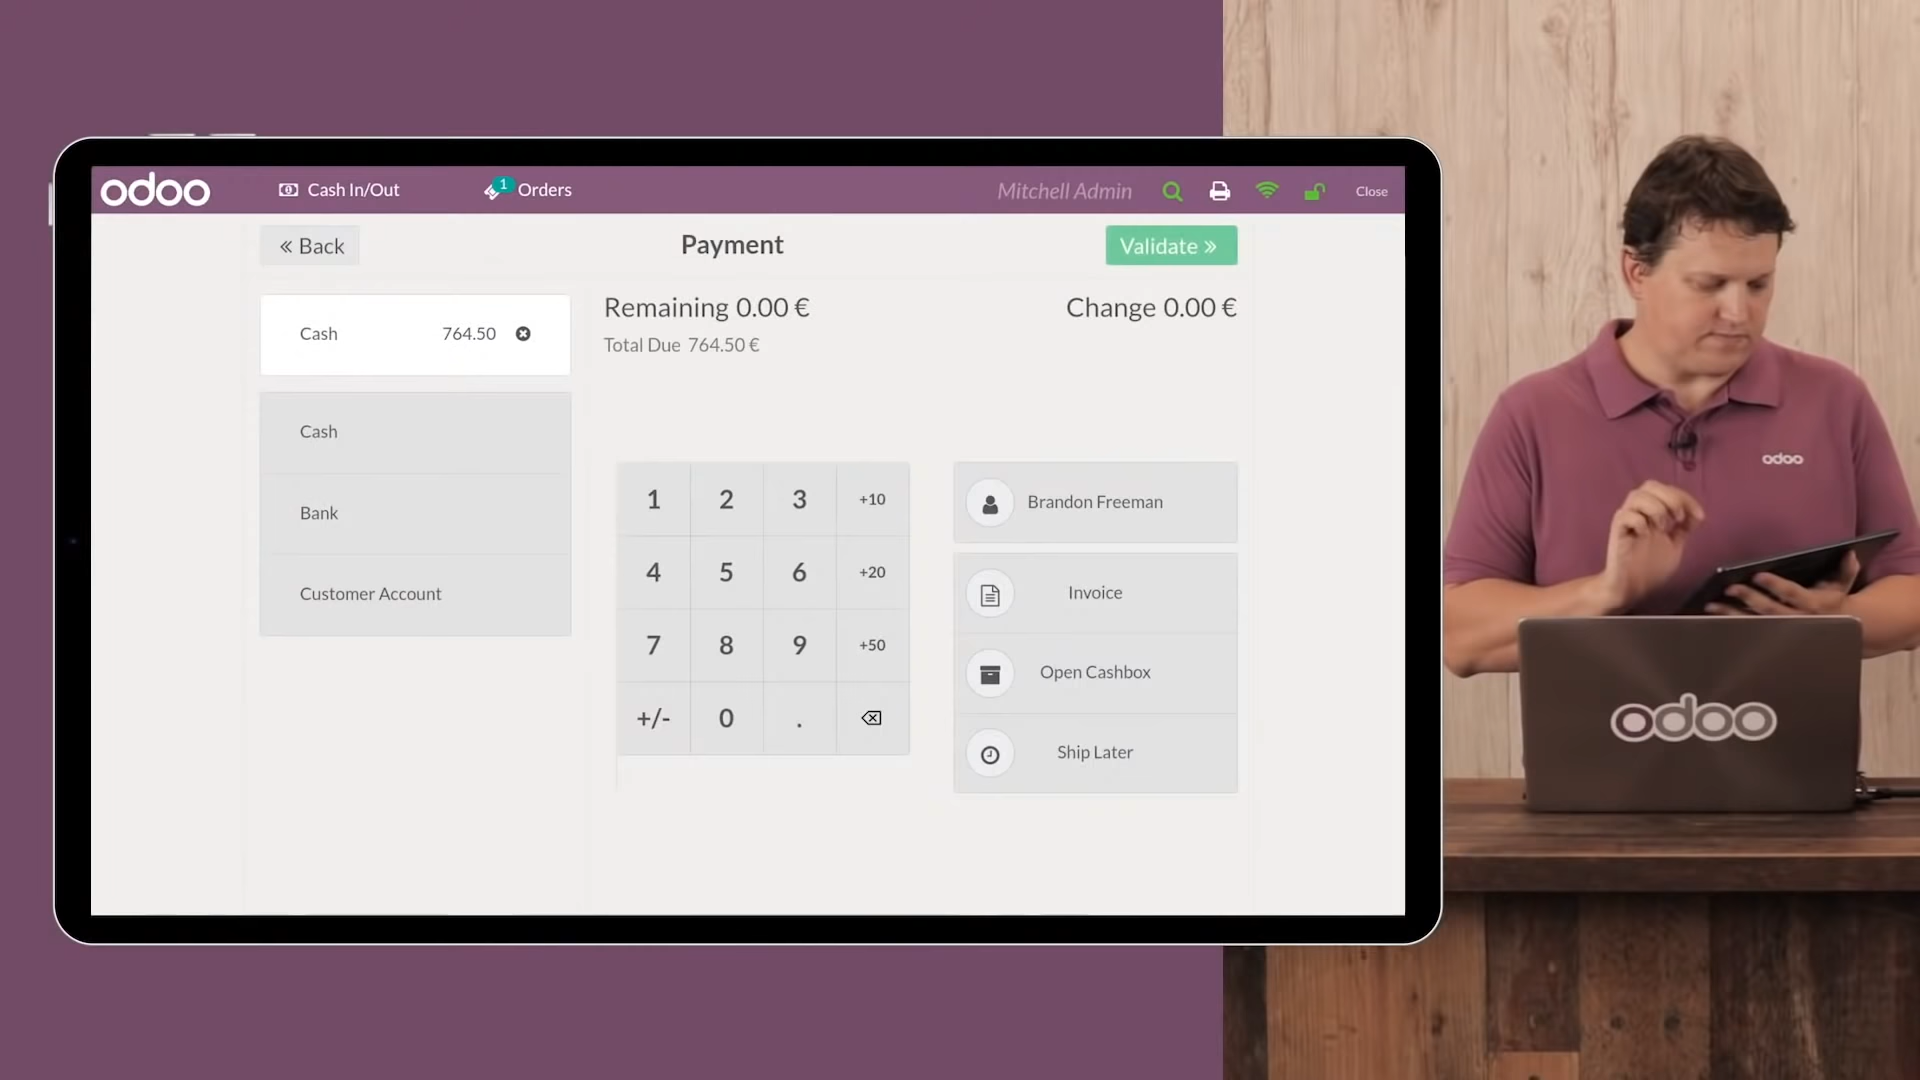 odoo
Cash In/Out
1
Orders
Mitchell Admin
Close
« Back
Payment
Validate »
Cash 764.50
Remaining 0.00 €
Change 0.00 €
Total Due 764.50 €
Cash
Bank
Customer Account
1 2 3 +10
4 5 6 +20
7 8 9 +50
+/- 0 .
Brandon Freeman
Invoice
Open Cashbox
Ship Later
odoo
odoo